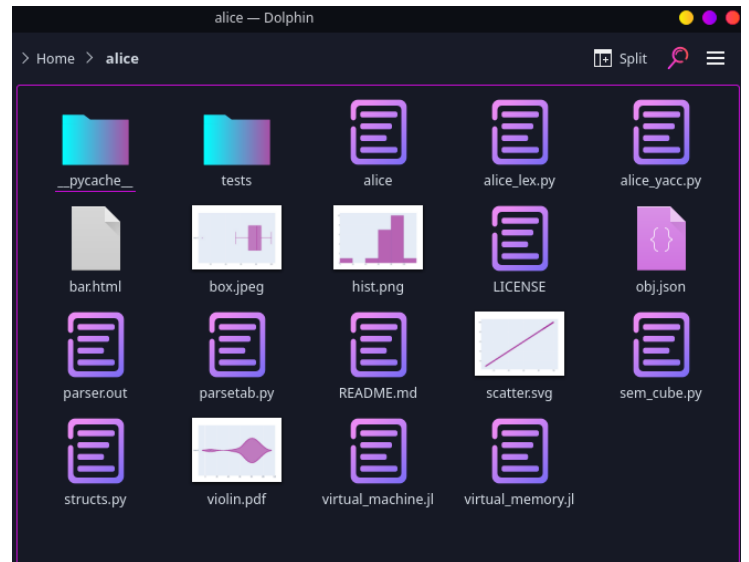 alice — Dolphin
Home alice Split
__pycache__ tests alice alice_lex.py alice_yacc.py
bar.html box.jpeg hist.png LICENSE obj.json
parser.out parsetab.py README.md scatter.svg sem_cube.py
structs.py violin.pdf virtual_machine.jl virtual_memory.jl